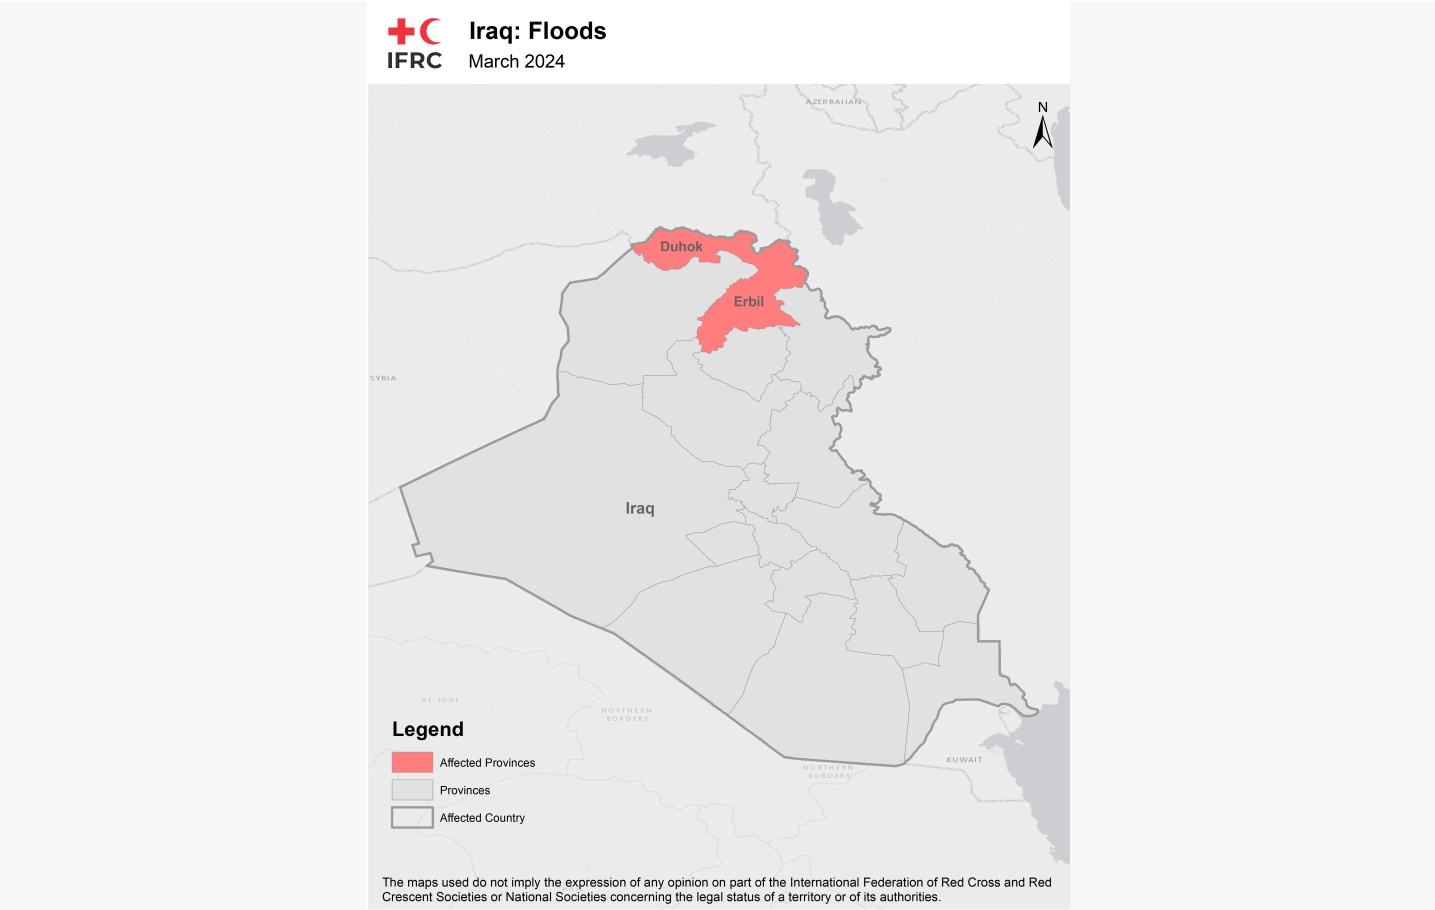 IFRC
Iraq: Floods
March 2024
AZERBAIJAN
N
Duhok
Erbil
SYRIA
Iraq
AL JOUF
NORTHERN
BORDERS
NORTHERN
BORDERS
KUWAIT
Legend
Affected Provinces
Provinces
Affected Country
The maps used do not imply the expression of any opinion on part of the International Federation of Red Cross and Red
Crescent Societies or National Societies concerning the legal status of a territory or of its authorities.